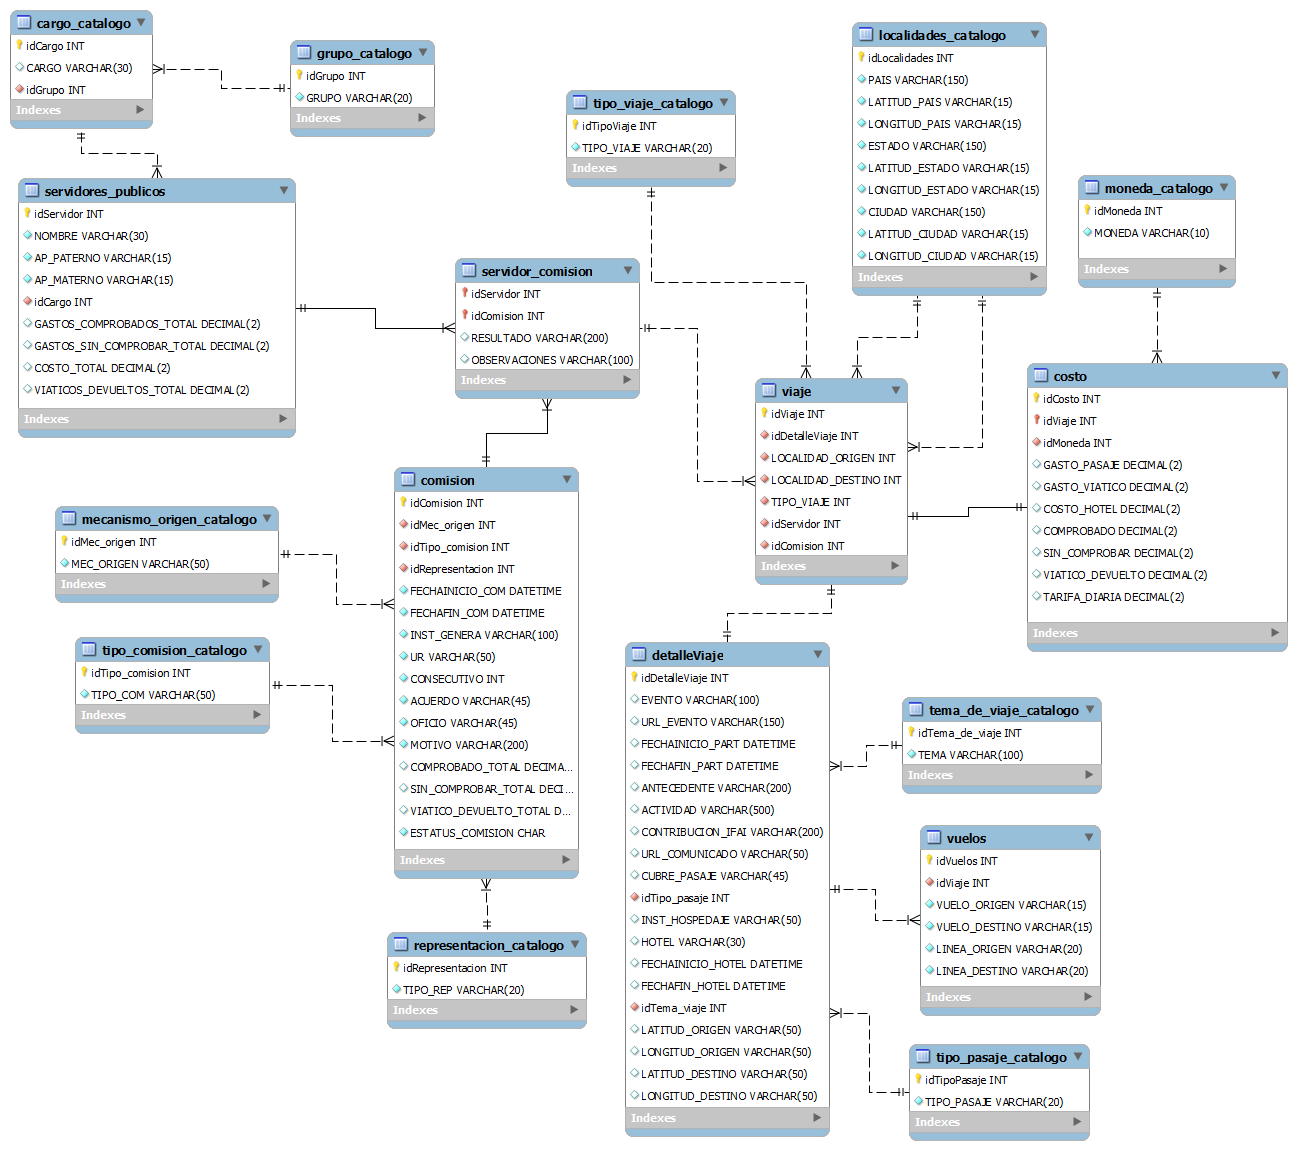 cargo_catalogo
idCargo INT
CARGO VARCHAR(30)
idGrupo INT
Indexes
grupo_catalogo
idGrupo INT
GRUPO VARCHAR(20)
Indexes
tipo_viaje_catalogo
idTipoViaje INT
TIPO_VIAJE VARCHAR(20)
Indexes
localidades_catalogo
idLocalidades INT
PAIS VARCHAR(150)
LATITUD_PAIS VARCHAR(15)
LONGITUD_PAIS VARCHAR(15)
ESTADO VARCHAR(150)
LATITUD_ESTADO VARCHAR(15)
LONGITUD_ESTADO VARCHAR(15)
CIUDAD VARCHAR(150)
LATITUD_CIUDAD VARCHAR(15)
LONGITUD_CIUDAD VARCHAR(15)
Indexes
moneda_catalogo
idMoneda INT
MONEDA VARCHAR(10)
Indexes
servidores_publicos
idServidor INT
NOMBRE VARCHAR(30)
AP_PATERNO VARCHAR(15)
AP_MATERNO VARCHAR(15)
idCargo INT
GASTOS_COMPROBADOS_TOTAL DECIMAL(2)
GASTOS_SIN_COMPROBAR_TOTAL DECIMAL(2)
COSTO_TOTAL DECIMAL(2)
VIATICOS_DEVUELTOS_TOTAL DECIMAL(2)
Indexes
servidor_comision
idServidor INT
idComision INT
RESULTADO VARCHAR(200)
OBSERVACIONES VARCHAR(100)
Indexes
viaje
idViaje INT
idDetalleViaje INT
LOCALIDAD_ORIGEN INT
LOCALIDAD_DESTINO INT
TIPO_VIAJE INT
idServidor INT
idComision INT
Indexes
costo
idCosto INT
idViaje INT
idMoneda INT
GASTO_PASAJE DECIMAL(2)
GASTO_VIATICO DECIMAL(2)
COSTO_HOTEL DECIMAL(2)
COMPROBADO DECIMAL(2)
SIN_COMPROBAR DECIMAL(2)
VIATICO_DEVUELTO DECIMAL(2)
TARIFA_DIARIA DECIMAL(2)
Indexes
comision
idComision INT
idMec_origen INT
idTipo_comision INT
idRepresentacion INT
FECHAINICIO_COM DATETIME
FECHAFIN_COM DATETIME
INST_GENERA VARCHAR(100)
UR VARCHAR(50)
CONSECUTIVO INT
ACUERDO VARCHAR(45)
OFICIO VARCHAR(45)
MOTIVO VARCHAR(200)
COMPROBADO_TOTAL DECIMA...
SIN_COMPROBAR_TOTAL DECI...
VIATICO_DEVUELTO_TOTAL D...
ESTATUS_COMISION CHAR
Indexes
mecanismo_origen_catalogo
idMec_origen INT
MEC_ORIGEN VARCHAR(50)
Indexes
tipo_comision_catalogo
idTipo_comision INT
TIPO_COM VARCHAR(50)
Indexes
representacion_catalogo
idRepresentacion INT
TIPO_REP VARCHAR(20)
Indexes
detalleViaje
idDetalleViaje INT
EVENTO VARCHAR(100)
URL_EVENTO VARCHAR(150)
FECHAINICIO_PART DATETIME
FECHAFIN_PART DATETIME
ANTECEDENTE VARCHAR(200)
ACTIVIDAD VARCHAR(500)
CONTRIBUCION_IFAI VARCHAR(200)
URL_COMUNICADO VARCHAR(50)
CUBRE_PASAJE VARCHAR(45)
idTipo_pasaje INT
INST_HOSPEDAJE VARCHAR(50)
HOTEL VARCHAR(30)
FECHAINICIO_HOTEL DATETIME
FECHAFIN_HOTEL DATETIME
idTema_viaje INT
LATITUD_ORIGEN VARCHAR(50)
LONGITUD_ORIGEN VARCHAR(50)
LATITUD_DESTINO VARCHAR(50)
LONGITUD_DESTINO VARCHAR(50)
Indexes
tema_de_viaje_catalogo
idTema_de_viaje INT
TEMA VARCHAR(100)
Indexes
vuelos
idVuelos INT
idViaje INT
VUELO_ORIGEN VARCHAR(15)
VUELO_DESTINO VARCHAR(15)
LINEA_ORIGEN VARCHAR(20)
LINEA_DESTINO VARCHAR(20)
Indexes
tipo_pasaje_catalogo
idTipoPasaje INT
TIPO_PASAJE VARCHAR(20)
Indexes